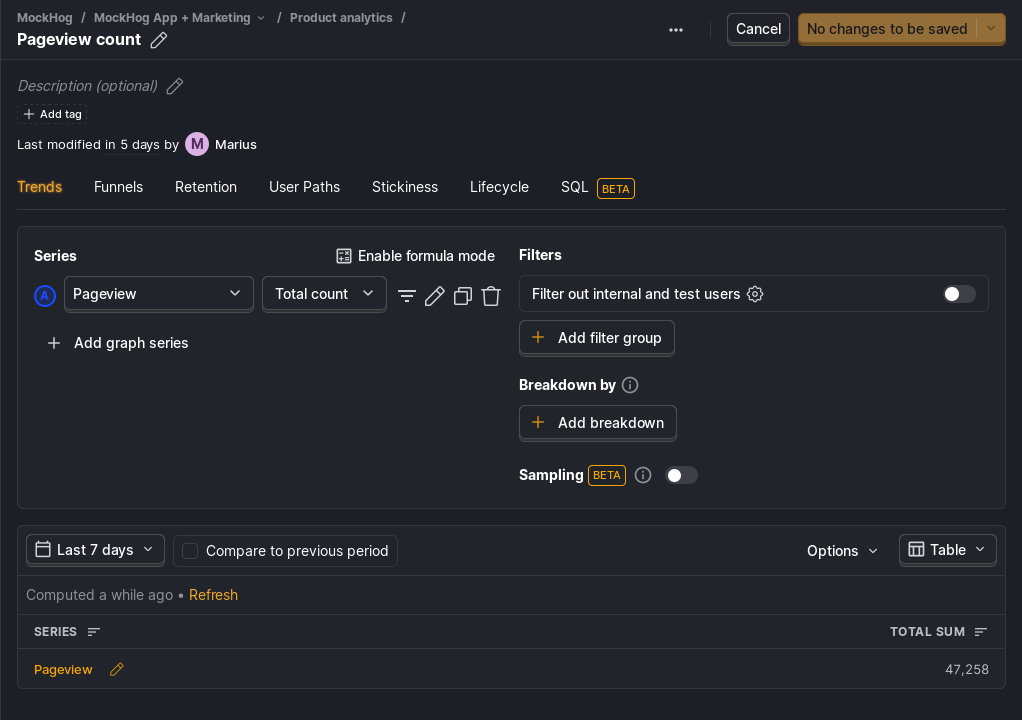 MockHog / MockHog App + Marketing / Product analytics /
Pageview count
Cancel
No changes to be saved
Description (optional)
Add tag
Last modified in 5 days by M Marius
Trends Funnels Retention User Paths Stickiness Lifecycle SQL BETA
Series
Enable formula mode
A Pageview Total count
Add graph series
Filters
Filter out internal and test users
Add filter group
Breakdown by
Add breakdown
Sampling BETA
Last 7 days Compare to previous period Options Table
Computed a while ago • Refresh
SERIES TOTAL SUM
Pageview 47,258